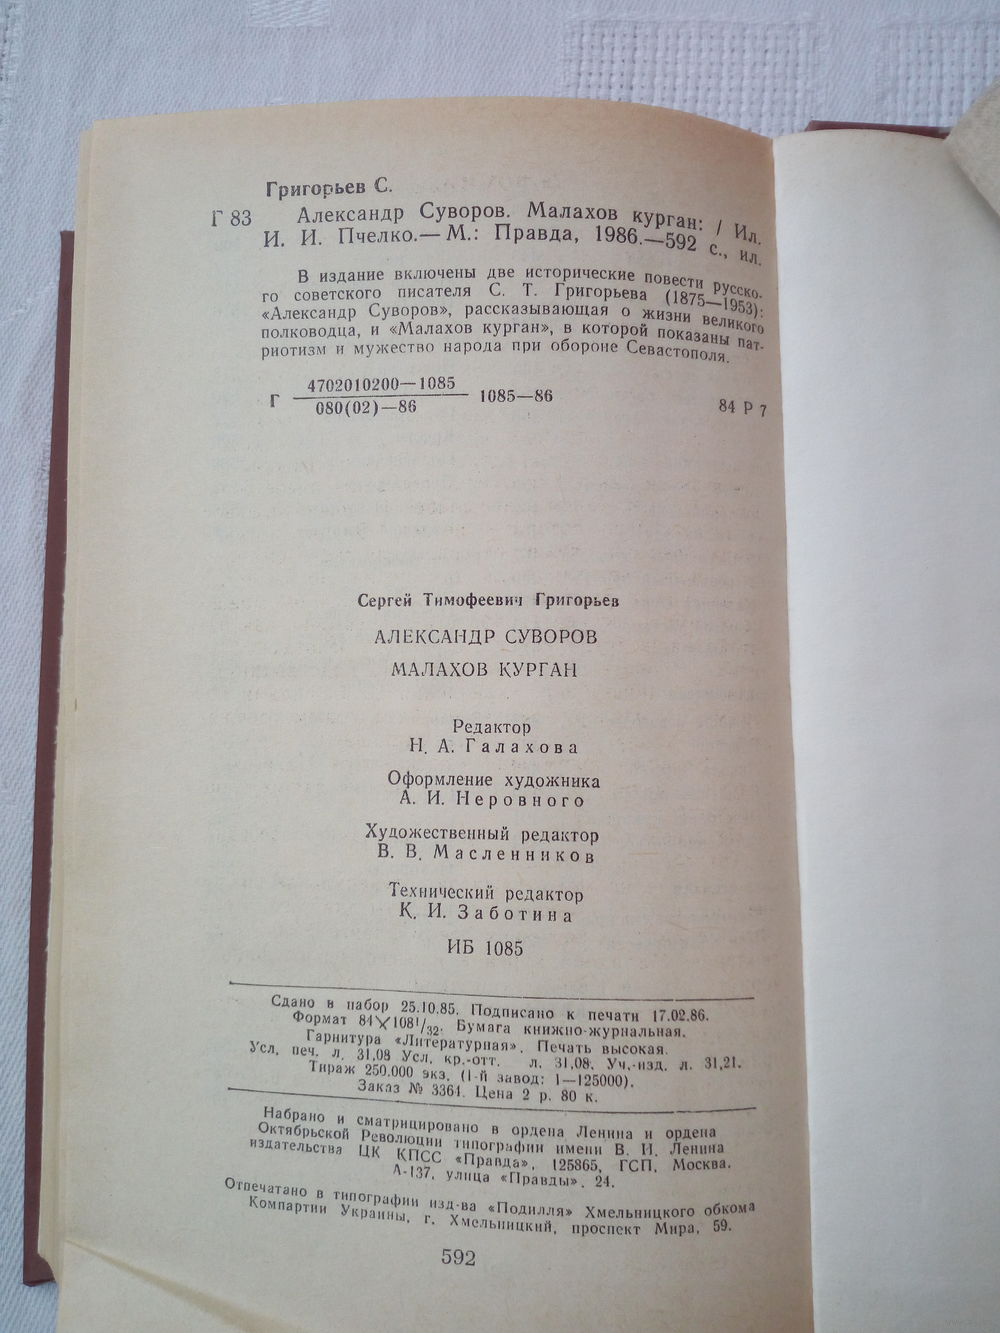 Григорьев С.
Г 83 Александр Суворов. Малахов курган: / Ил.
И. И. Пчелко.— М.: Правда, 1986.—592 с., ил.
В издание включены две исторические повести русско-
го советского писателя С. Т. Григорьева (1875—1953):
«Александр Суворов», рассказывающая о жизни великого
полководца, и «Малахов курган», в которой показаны пат-
риотизм и мужество народа при обороне Севастополя.
4702010200—1085
Г 1085—86
080(02)—86
84 Р 7
Сергей Тимофеевич Григорьев
АЛЕКСАНДР СУВОРОВ
МАЛАХОВ КУРГАН
Редактор
Н. А. Галахова
Оформление художника
А. И. Неровного
Художественный редактор
В. В. Масленников
Технический редактор
К. И. Заботина
ИБ 1085
Сдано в набор 25.10.85. Подписано к печати 17.02.86.
Формат 84×108 1/32. Бумага книжно-журнальная.
Гарнитура «Литературная». Печать высокая.
Усл. печ. л. 31,08 Усл. кр.-отт. л. 31,08. Уч.-изд. л. 31,21.
Тираж 250.000 экз. (1-й завод: 1—125000).
Заказ № 3364. Цена 2 р. 80 к.
Набрано и сматрицировано в ордена Ленина и ордена
Октябрьской Революции типографии имени В. И. Ленина
издательства ЦК КПСС «Правда», 125865, ГСП, Москва,
А-137, улица «Правды», 24.
Отпечатано в типографии изд-ва «Подилля» Хмельницкого обкома
Компартии Украины, г. Хмельницкий, проспект Мира, 59.
592